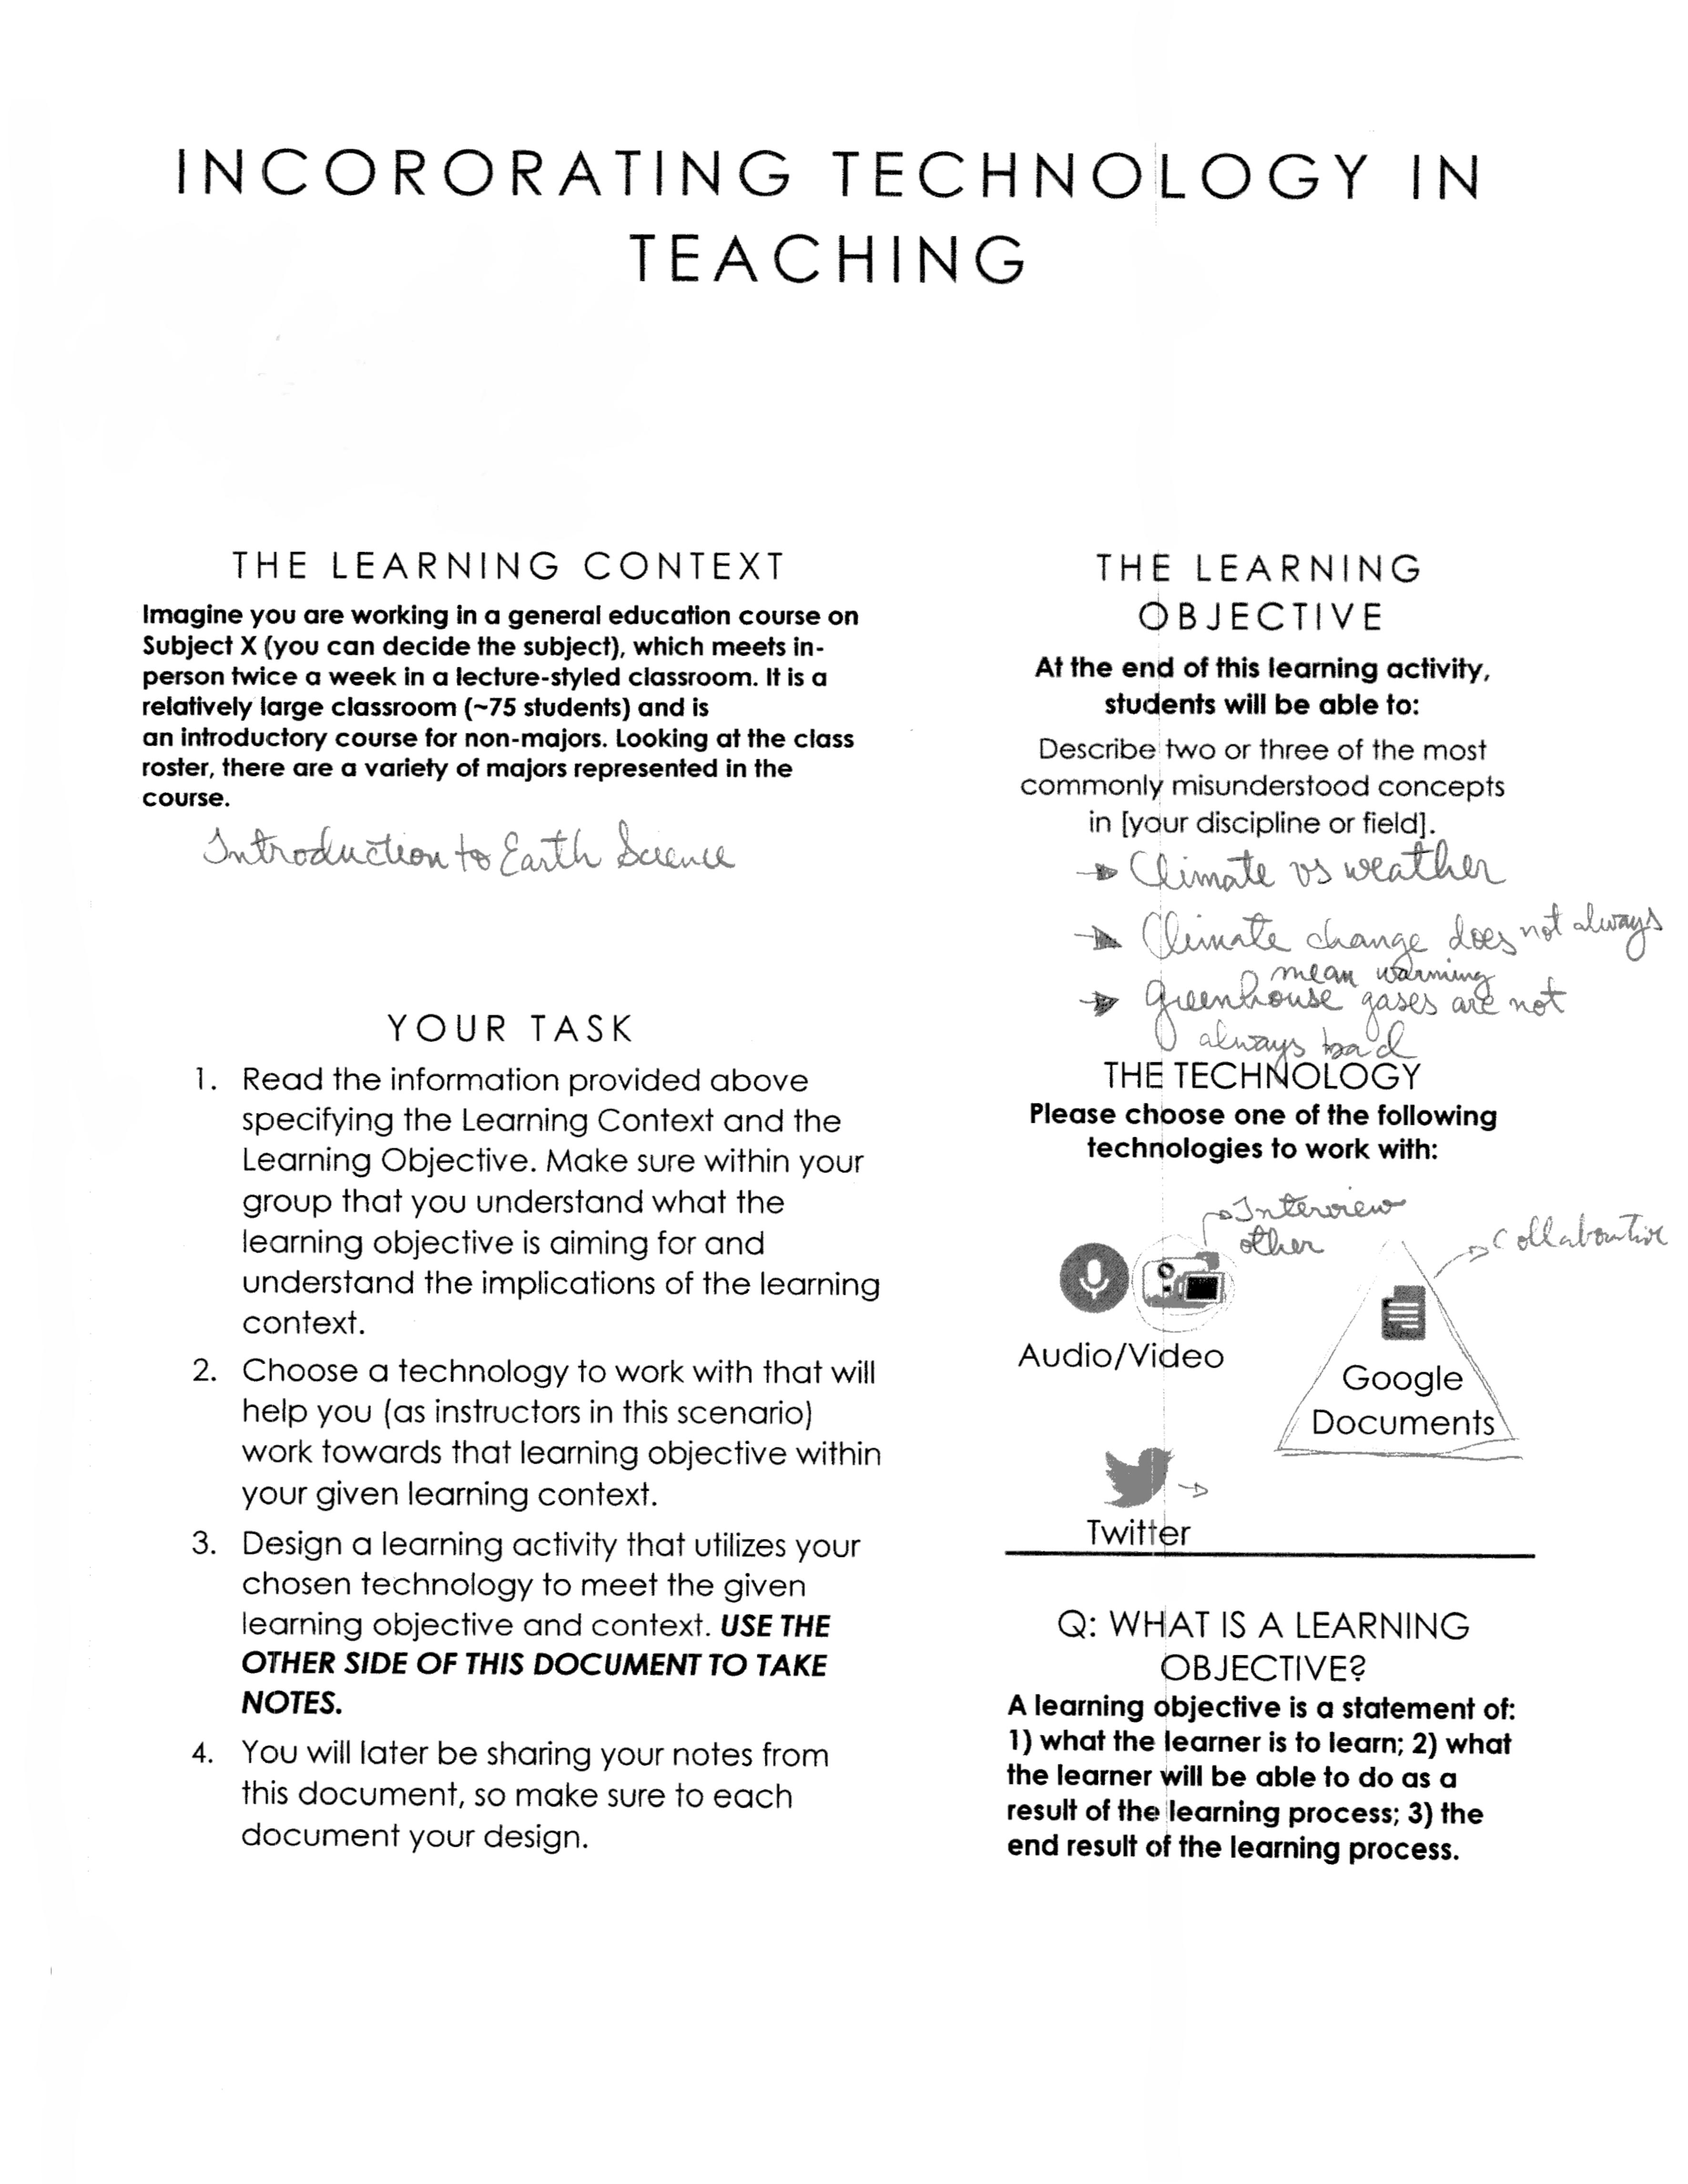 INCORORATING TECHNOLOGY IN
TEACHING
THE LEARNING CONTEXT
Imagine you are working in a general education course on
Subject X (you can decide the subject), which meets in-
person twice a week in a lecture-styled classroom. It is a
relatively large classroom (~75 students) and is
an introductory course for non-majors. Looking at the class
roster, there are a variety of majors represented in the
course.
Introduction to Earth Science
YOUR TASK
1. Read the information provided above
specifying the Learning Context and the
Learning Objective. Make sure within your
group that you understand what the
learning objective is aiming for and
understand the implications of the learning
context.
2. Choose a technology to work with that will
help you (as instructors in this scenario)
work towards that learning objective within
your given learning context.
3. Design a learning activity that utilizes your
chosen technology to meet the given
learning objective and context. USE THE
OTHER SIDE OF THIS DOCUMENT TO TAKE
NOTES.
4. You will later be sharing your notes from
this document, so make sure to each
document your design.
THE LEARNING
OBJECTIVE
At the end of this learning activity,
students will be able to:
Describe two or three of the most
commonly misunderstood concepts
in [your discipline or field].
→ Climate vs weather
→ Climate change does not always
mean warming
→ greenhouse gases are not
always bad
THE TECHNOLOGY
Please choose one of the following
technologies to work with:
→ Interview
other
→ Collaborative
Audio/Video
Google
Documents
→
Twitter
Q: WHAT IS A LEARNING
OBJECTIVE?
A learning objective is a statement of:
1) what the learner is to learn; 2) what
the learner will be able to do as a
result of the learning process; 3) the
end result of the learning process.